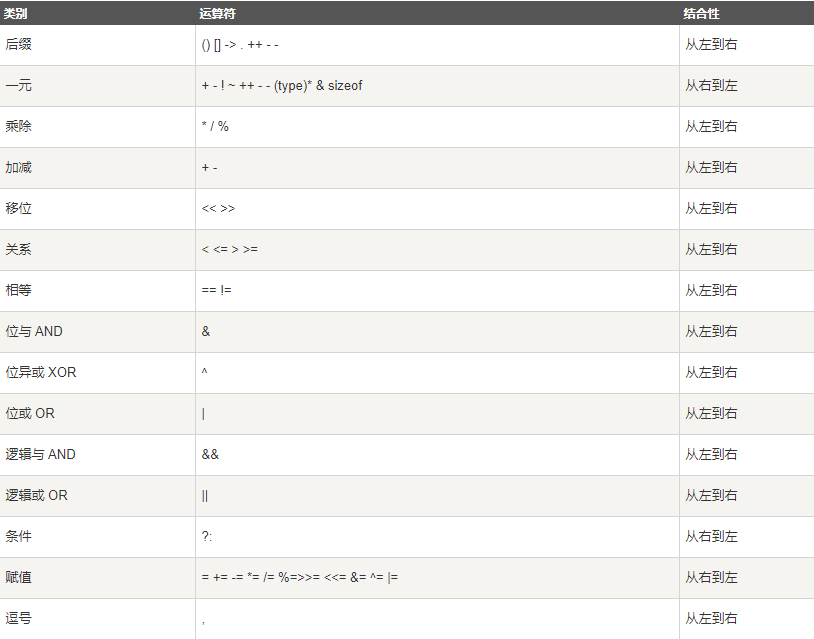 类别 运算符 结合性
后缀 () [] -> . ++ - - 从左到右
一元 + - ! ~ ++ - - (type)* & sizeof 从右到左
乘除 * / % 从左到右
加减 + - 从左到右
移位 << >> 从左到右
关系 < <= > >= 从左到右
相等 == != 从左到右
位与 AND & 从左到右
位异或 XOR ^ 从左到右
位或 OR | 从左到右
逻辑与 AND && 从左到右
逻辑或 OR || 从左到右
条件 ?: 从右到左
赋值 = += -= *= /= %=>>= <<= &= ^= |= 从右到左
逗号 , 从左到右